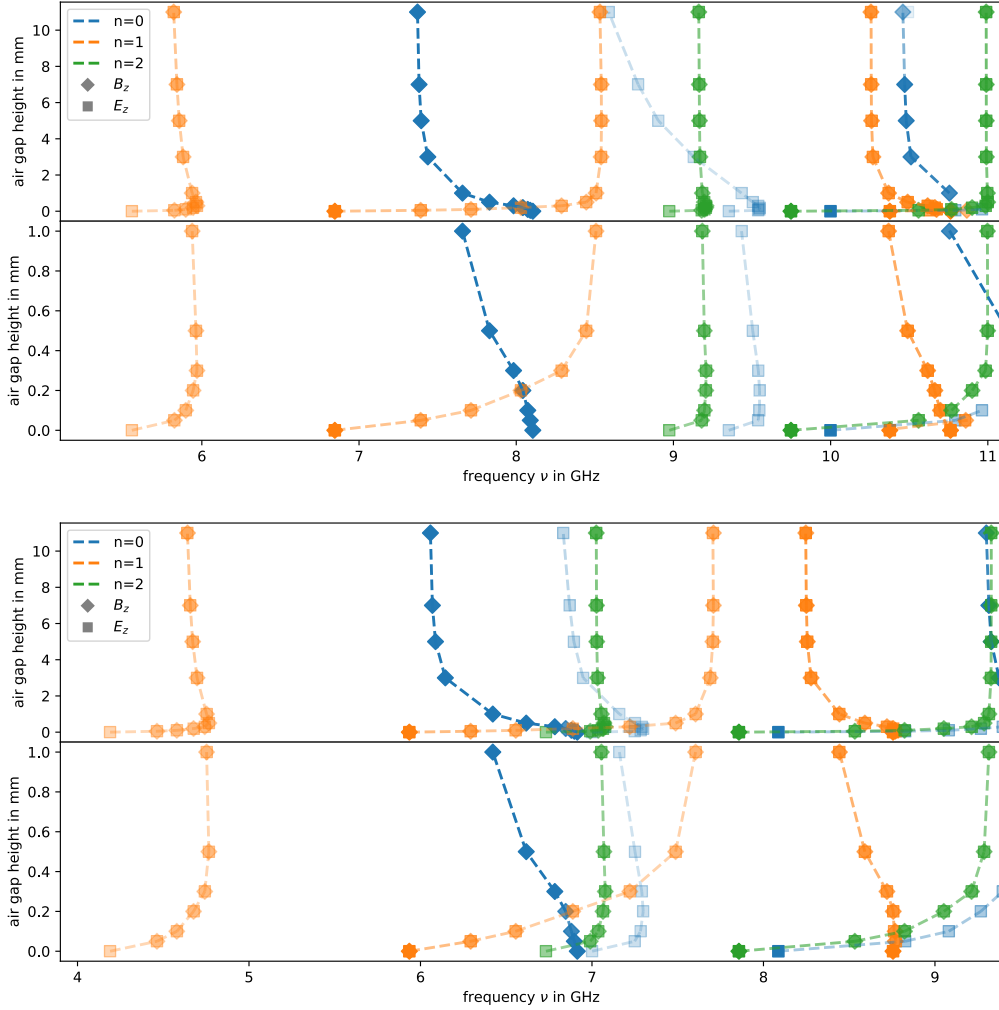 air gap height in mm
10
8
6
4
2
0
n=0
n=1
n=2
B_z
E_z
air gap height in mm
1.0
0.8
0.6
0.4
0.2
0.0
6
7
8
9
10
11
frequency ν in GHz
air gap height in mm
10
8
6
4
2
0
n=0
n=1
n=2
B_z
E_z
air gap height in mm
1.0
0.8
0.6
0.4
0.2
0.0
4
5
6
7
8
9
frequency ν in GHz